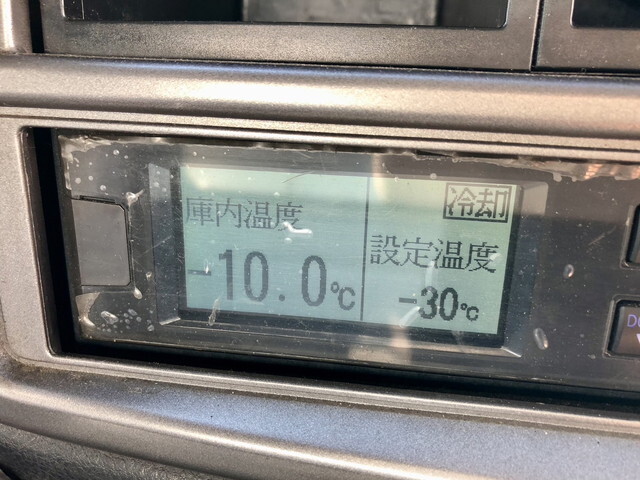 冷却
庫内温度
設定温度
-10.0℃
-30℃